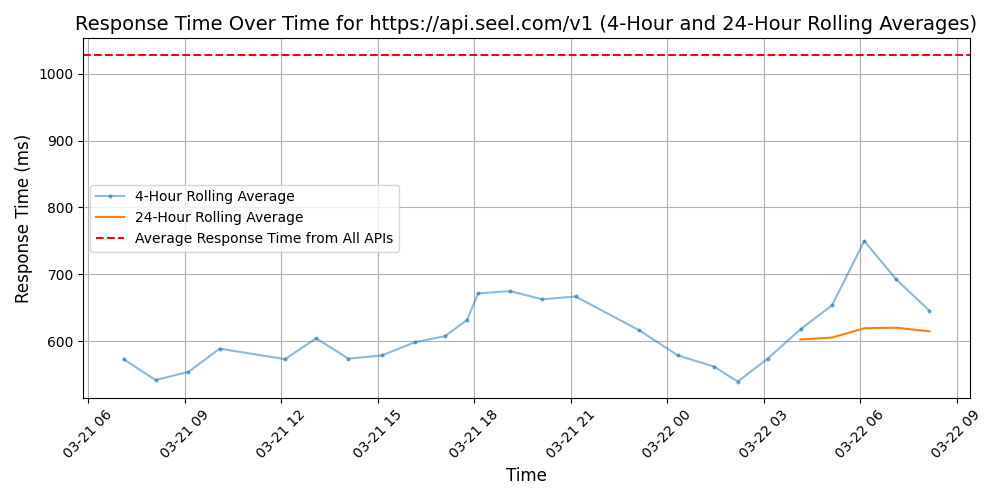 Response Time Over Time for https://api.seel.com/v1 (4-Hour and 24-Hour Rolling Averages)
Response Time (ms)
1000
900
800
700
600
4-Hour Rolling Average
24-Hour Rolling Average
Average Response Time from All APIs
03-21 06
03-21 09
03-21 12
03-21 15
03-21 18
03-21 21
03-22 00
03-22 03
03-22 06
03-22 09
Time